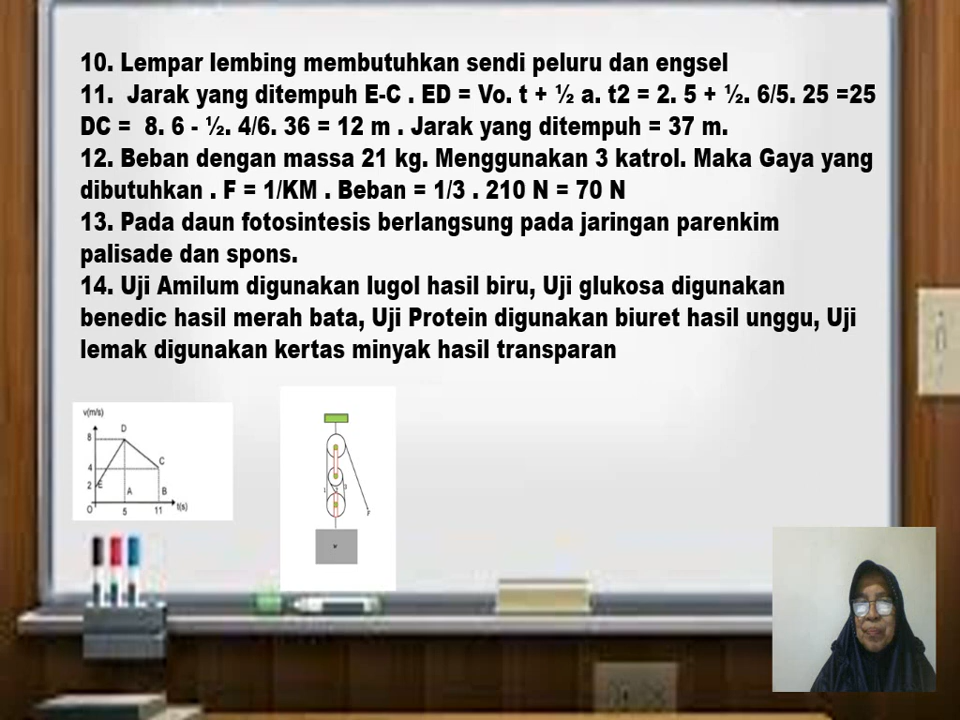 10. Lempar lembing membutuhkan sendi peluru dan engsel
11. Jarak yang ditempuh E-C . ED = Vo. t + ½ a. t2 = 2. 5 + ½. 6/5. 25 =25
DC = 8. 6 - ½. 4/6. 36 = 12 m . Jarak yang ditempuh = 37 m.
12. Beban dengan massa 21 kg. Menggunakan 3 katrol. Maka Gaya yang
dibutuhkan . F = 1/KM . Beban = 1/3 . 210 N = 70 N
13. Pada daun fotosintesis berlangsung pada jaringan parenkim
palisade dan spons.
14. Uji Amilum digunakan lugol hasil biru, Uji glukosa digunakan
benedic hasil merah bata, Uji Protein digunakan biuret hasil unggu, Uji
lemak digunakan kertas minyak hasil transparan
v(m/s)
D
8
C
4
2 E
A B
O 5 11 t(s)
F